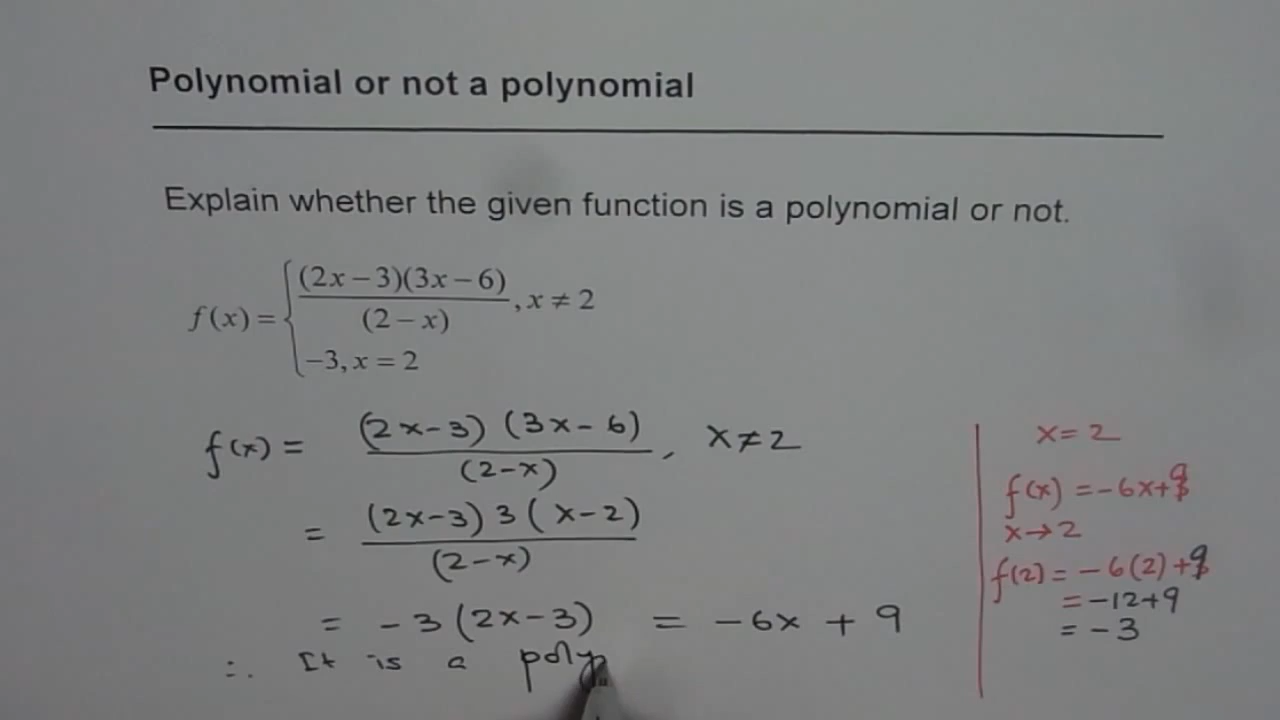 Polynomial or not a polynomial
Explain whether the given function is a polynomial or not.
f(x) = { (2x − 3)(3x − 6) / (2 − x) , x ≠ 2
−3, x = 2
f(x) = (2x-3) (3x-6) / (2-x) , x≠2
= (2x-3) 3 (x-2) / (2-x)
= -3 (2x-3) = -6x + 9
∴ It is a poly
x=2
f(x) = -6x+9
x→2
f(2) = -6(2)+9
= -12+9
= -3